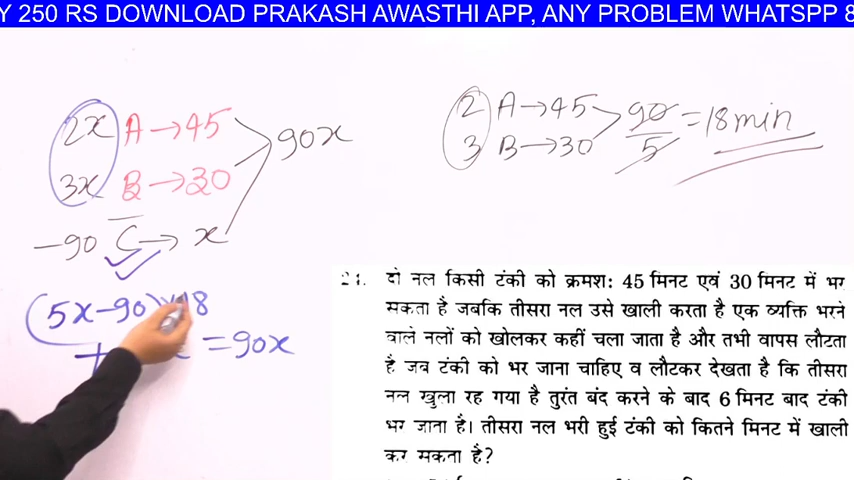 Y 250 RS DOWNLOAD PRAKASH AWASTHI APP, ANY PROBLEM WHATSPP 8
2x A → 45
3x B → 30
90x
-90 C → x
(5x-90) 18
+ = 90x
2 A → 45
3 B → 30
90/5 = 18 min
24. दो नल किसी टंकी को क्रमश: 45 मिनट एवं 30 मिनट में भर
सकता है जबकि तीसरा नल उसे खाली करता है एक व्यक्ति भरने
वाले नलों को खोलकर कहीं चला जाता है और तभी वापस लौटता
है जब टंकी को भर जाना चाहिए व लौटकर देखता है कि तीसरा
नल खुला रह गया है तुरंत बंद करने के बाद 6 मिनट बाद टंकी
भर जाना है। तीसरा नल भरी हुई टंकी को कितने मिनट में खाली
कर सकता है?